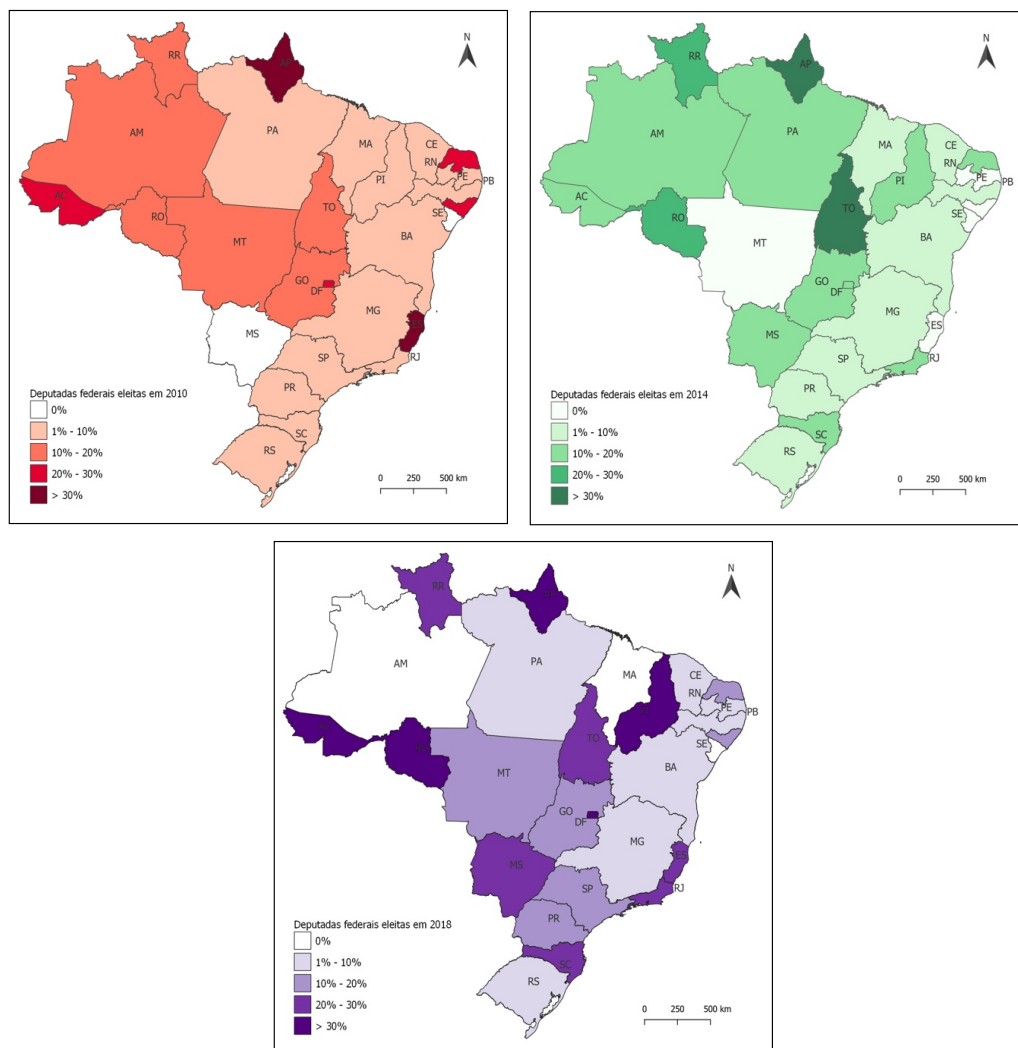 N
RR
AP
AM
PA
MA
CE
RN
PI
PE
PB
AC
RO
TO
SE
MT
BA
GO
DF
MG
MS
ES
SP
RJ
PR
SC
RS
Deputadas federais eleitas em 2010
0%
1% - 10%
10% - 20%
20% - 30%
> 30%
0 250 500 km
N
RR
AP
AM
PA
MA
CE
RN
PI
PE
PB
AC
RO
TO
SE
MT
BA
GO
DF
MG
MS
ES
SP
RJ
PR
SC
RS
Deputadas federais eleitas em 2014
0%
1% - 10%
10% - 20%
20% - 30%
> 30%
0 250 500 km
N
RR
AM
PA
MA
CE
RN
PE
PB
TO
SE
MT
BA
GO
DF
MG
MS
ES
SP
RJ
PR
SC
RS
Deputadas federais eleitas em 2018
0%
1% - 10%
10% - 20%
20% - 30%
> 30%
0 250 500 km